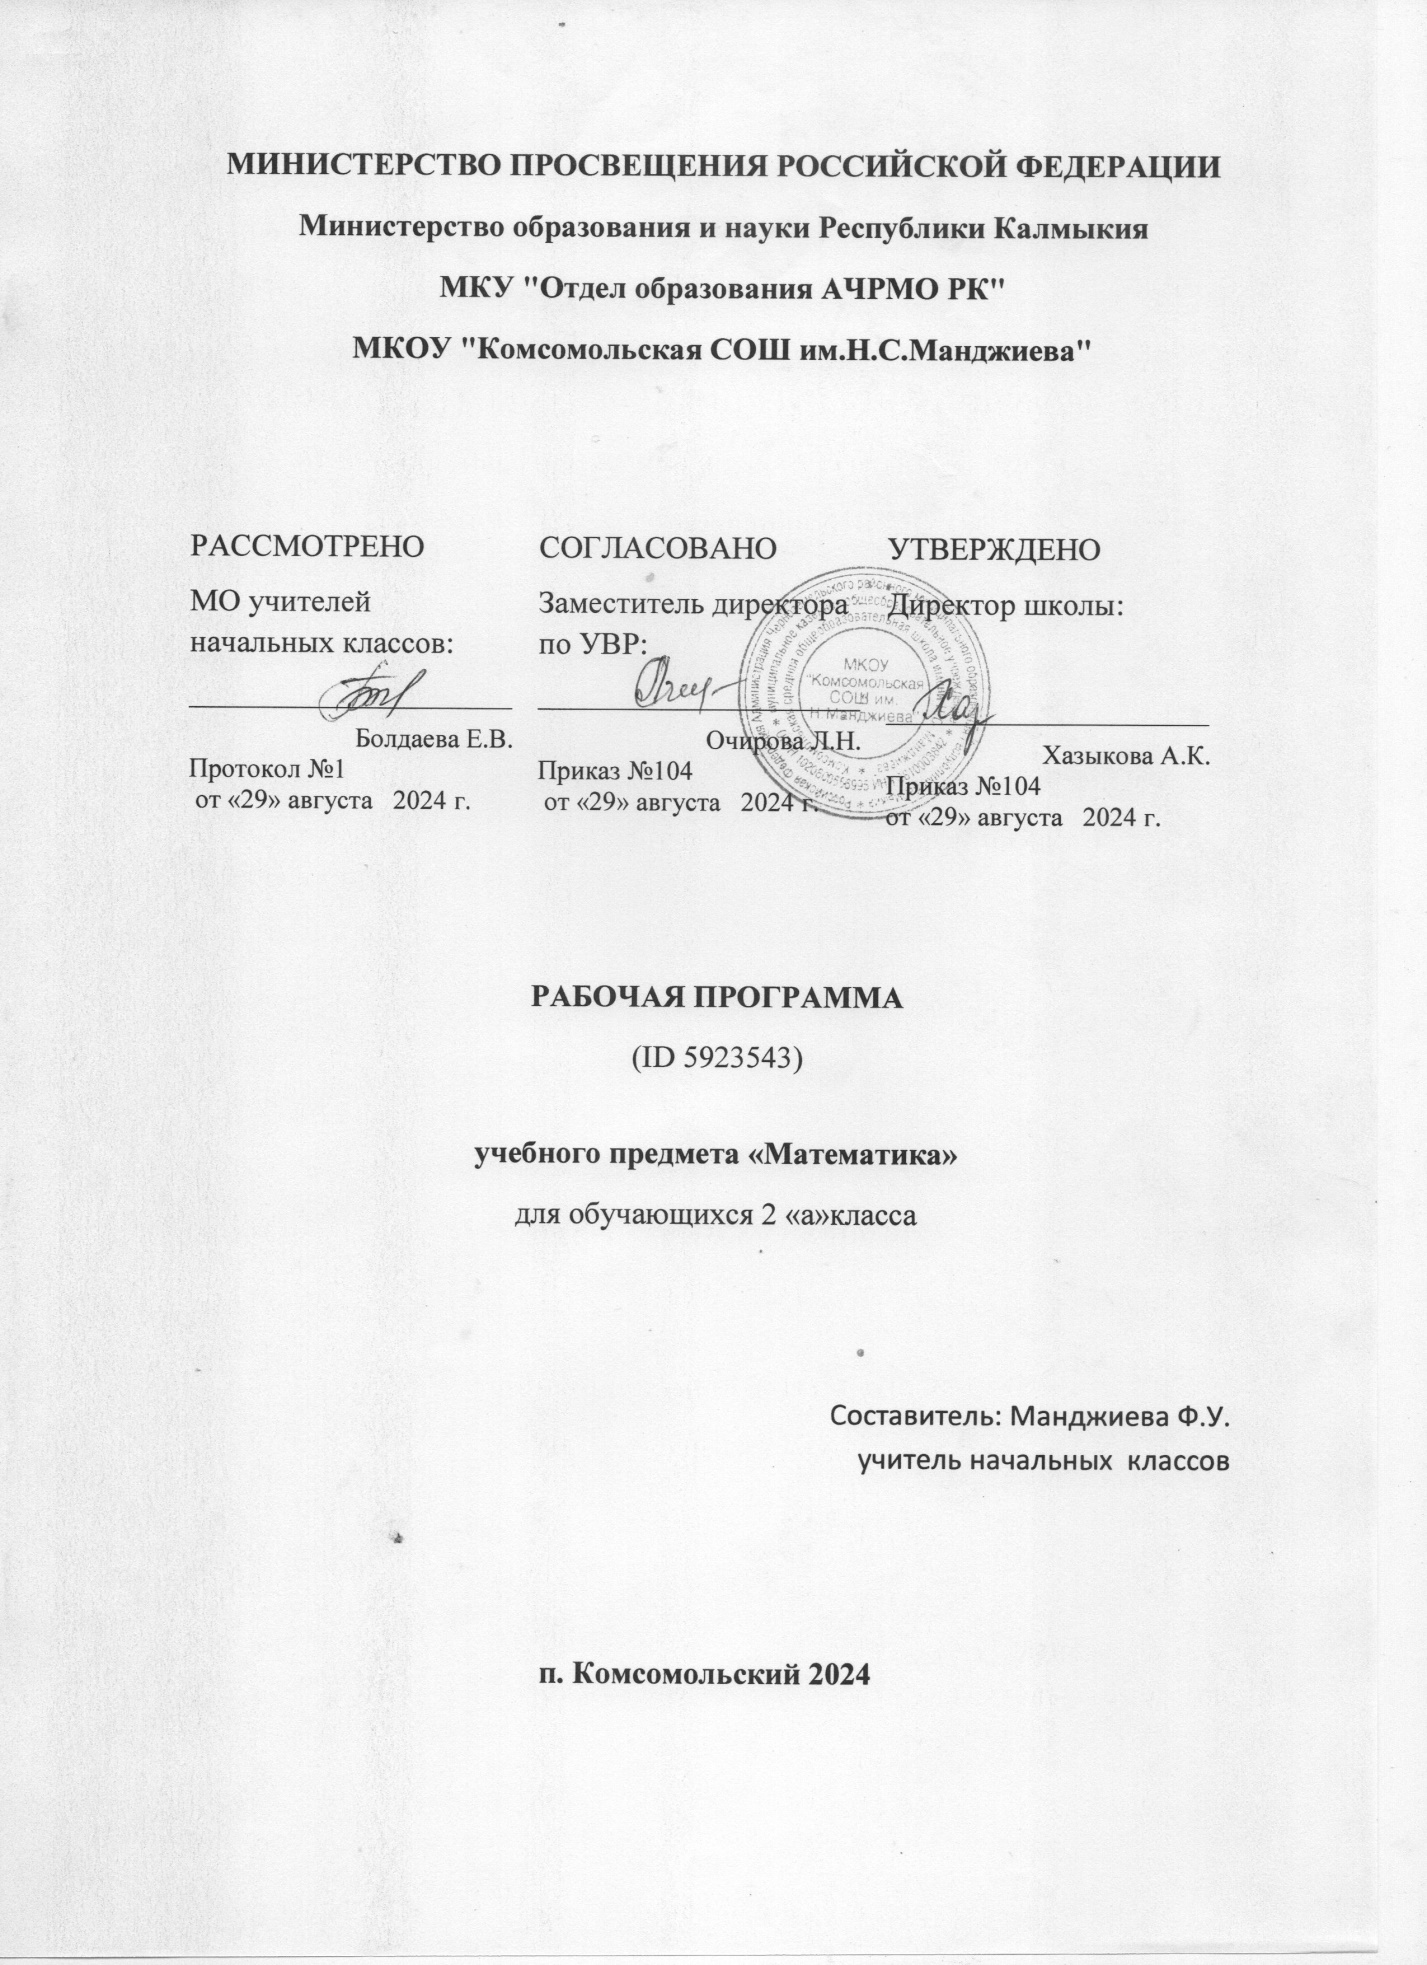 МИНИСТЕРСТВО ПРОСВЕЩЕНИЯ РОССИЙСКОЙ ФЕДЕРАЦИИ
Министерство образования и науки Республики Калмыкия
МКУ "Отдел образования АЧРМО РК"
МКОУ "Комсомольская СОШ им.Н.С.Манджиева"
РАССМОТРЕНО
МО учителей
начальных классов:
Болдаева Е.В.
Протокол №1
от «29» августа 2024 г.
СОГЛАСОВАНО
Заместитель директора
по УВР:
Очирова Л.Н.
Приказ №104
от «29» августа 2024 г.
УТВЕРЖДЕНО
Директор школы:
Хазыкова А.К.
Приказ №104
от «29» августа 2024 г.
МКОУ
"Комсомольская
СОШ им.
Н.Манджиева"
РАБОЧАЯ ПРОГРАММА
(ID 5923543)
учебного предмета «Математика»
для обучающихся 2 «а»класса
Составитель: Манджиева Ф.У.
учитель начальных классов
п. Комсомольский 2024